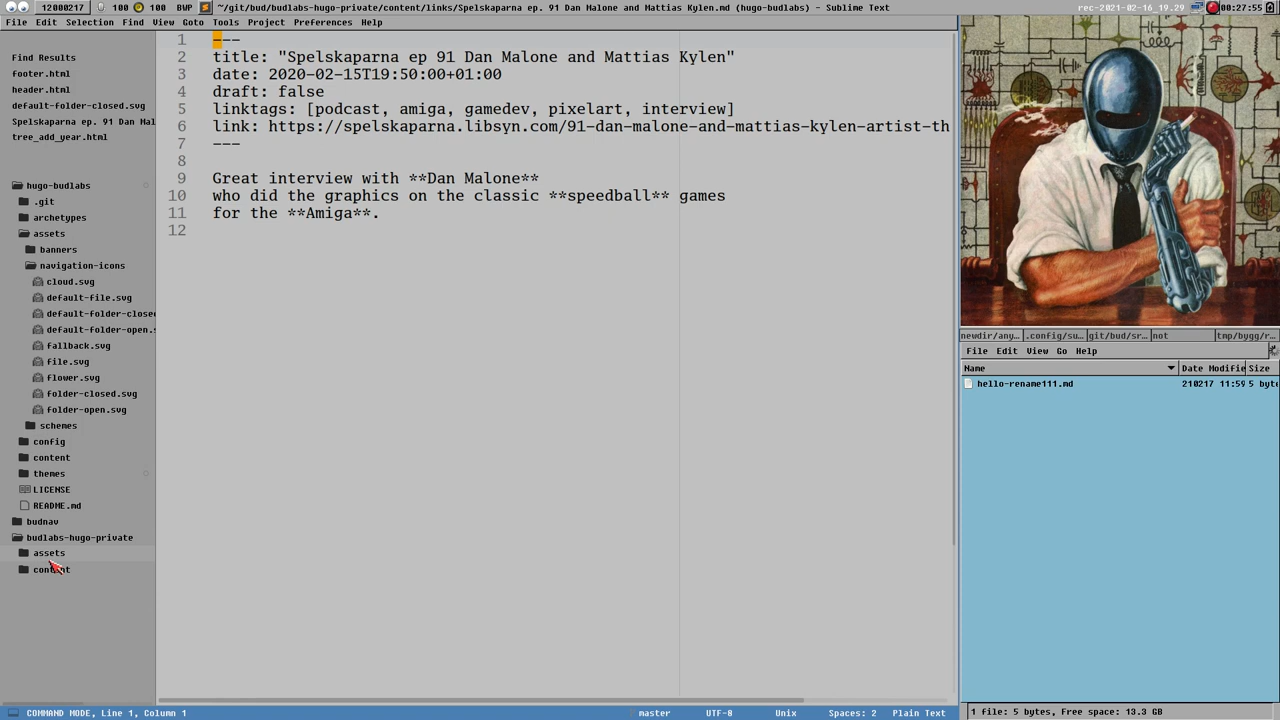 12000217 100 100 BVP ~/git/bud/budlabs-hugo-private/content/links/Spelskaparna ep. 91 Dan Malone and Mattias Kylen.md (hugo-budlabs) - Sublime Text rec-2021-02-16_19.29 00:27:55
File Edit Selection Find View Goto Tools Project Preferences Help
Find Results
footer.html
header.html
default-folder-closed.svg
Spelskaparna ep. 91 Dan Mal
tree_add_year.html
hugo-budlabs
.git
archetypes
assets
banners
navigation-icons
cloud.svg
default-file.svg
default-folder-close
default-folder-open.s
fallback.svg
file.svg
flower.svg
folder-closed.svg
folder-open.svg
schemes
config
content
themes
LICENSE
README.md
budnav
budlabs-hugo-private
assets
content
1 ---
2 title: "Spelskaparna ep 91 Dan Malone and Mattias Kylen"
3 date: 2020-02-15T19:50:00+01:00
4 draft: false
5 linktags: [podcast, amiga, gamedev, pixelart, interview]
6 link: https://spelskaparna.libsyn.com/91-dan-malone-and-mattias-kylen-artist-th
7 ---
8
9 Great interview with **Dan Malone**
10 who did the graphics on the classic **speedball** games
11 for the **Amiga**.
12
newdir/any... .config/su... git/bud/sr... not tmp/bygg/r...
File Edit View Go Help
Name Date Modifie Size
hello-rename111.md 210217 11:59 5 byte
COMMAND MODE, Line 1, Column 1 master UTF-8 Unix Spaces: 2 Plain Text
1 file: 5 bytes, Free space: 13.3 GB